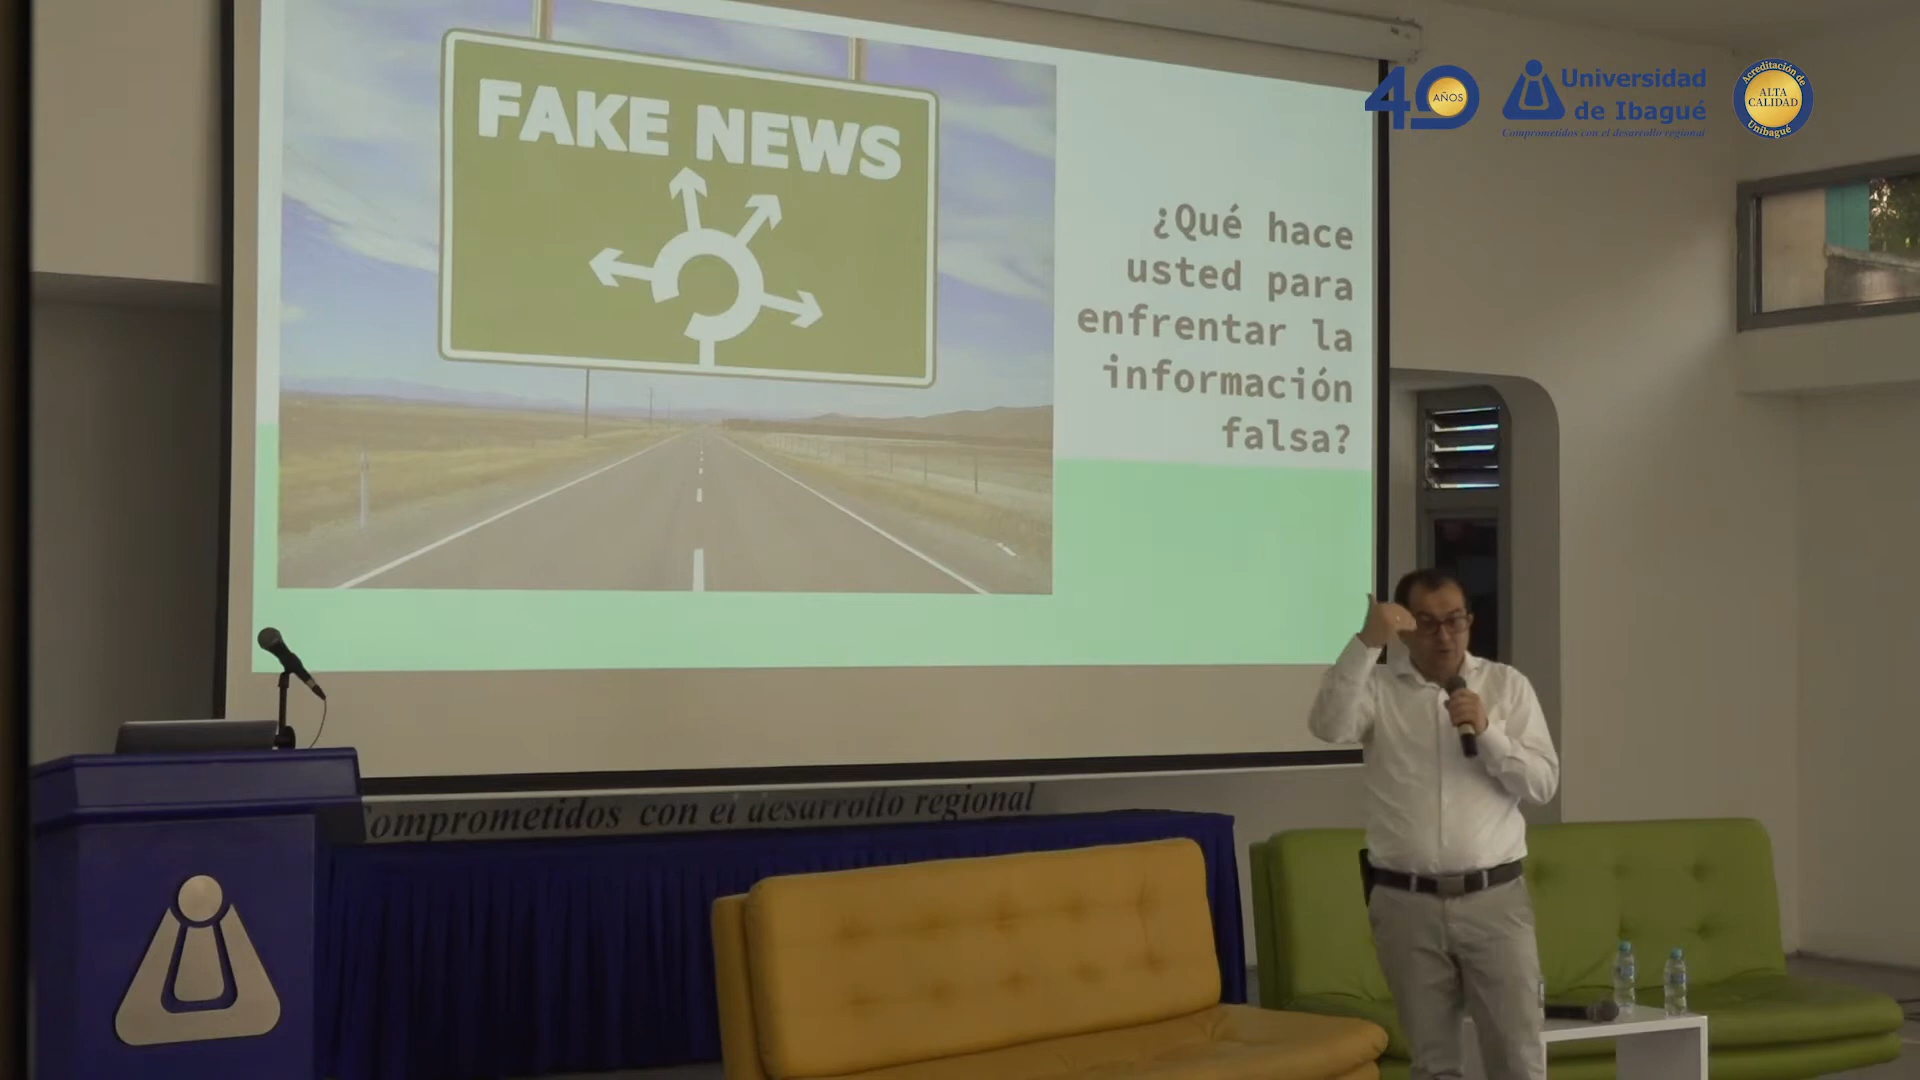 FAKE NEWS
¿Qué hace
usted para
enfrentar la
información
falsa?
40 AÑOS
Universidad
de Ibagué
Comprometidos con el desarrollo regional
Acreditación de
ALTA
CALIDAD
Unibagué
Comprometidos con el desarrollo regional